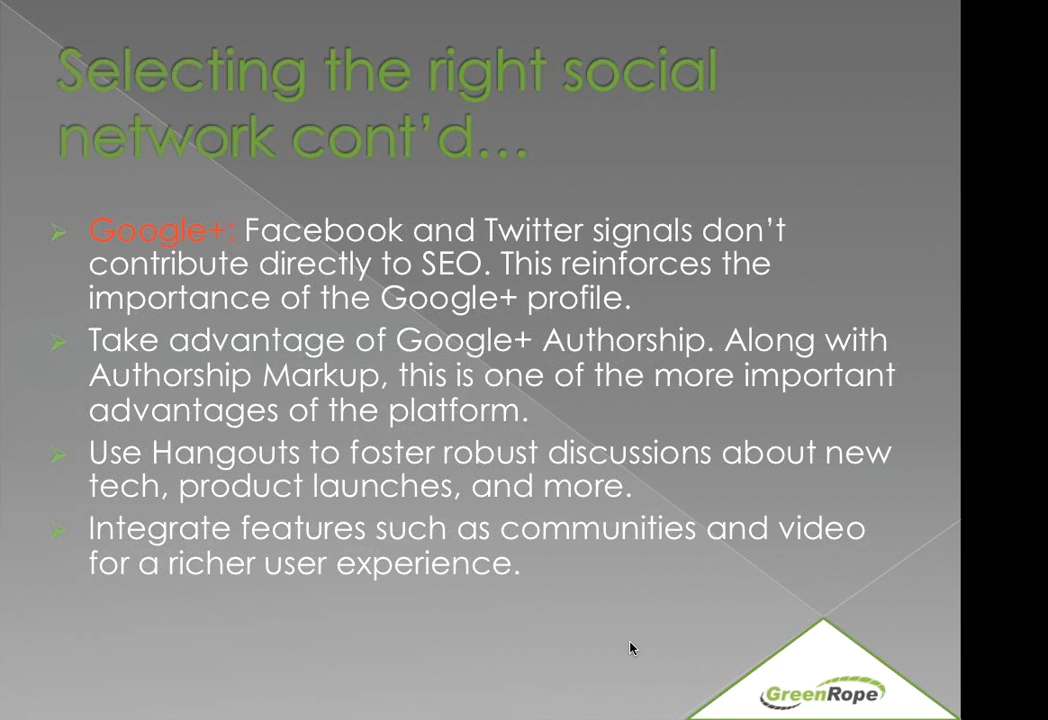 Selecting the right social
network cont’d…
Google+: Facebook and Twitter signals don’t
contribute directly to SEO. This reinforces the
importance of the Google+ profile.
Take advantage of Google+ Authorship. Along with
Authorship Markup, this is one of the more important
advantages of the platform.
Use Hangouts to foster robust discussions about new
tech, product launches, and more.
Integrate features such as communities and video
for a richer user experience.
GreenRope